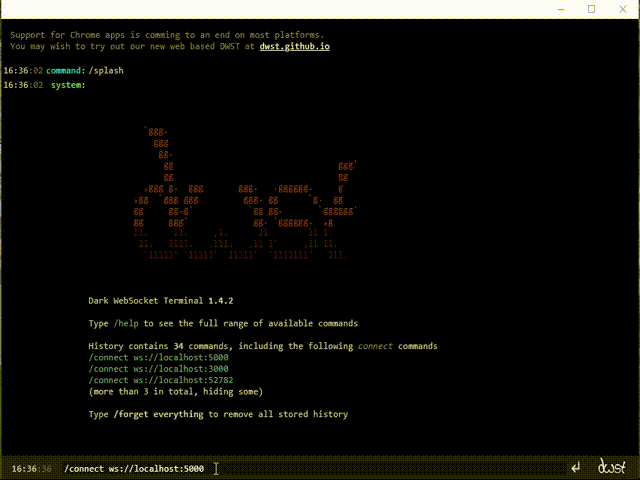 Support for Chrome apps is comming to an end on most platforms.
You may wish to try out our new web based DWST at dwst.github.io
16:36:02 command: /splash
16:36:02 system:
Dark WebSocket Terminal 1.4.2
Type /help to see the full range of available commands
History contains 34 commands, including the following connect commands
/connect ws://localhost:5000
/connect ws://localhost:3000
/connect ws://localhost:52782
(more than 3 in total, hiding some)
Type /forget everything to remove all stored history
16:36:36 /connect ws://localhost:5000
dwst